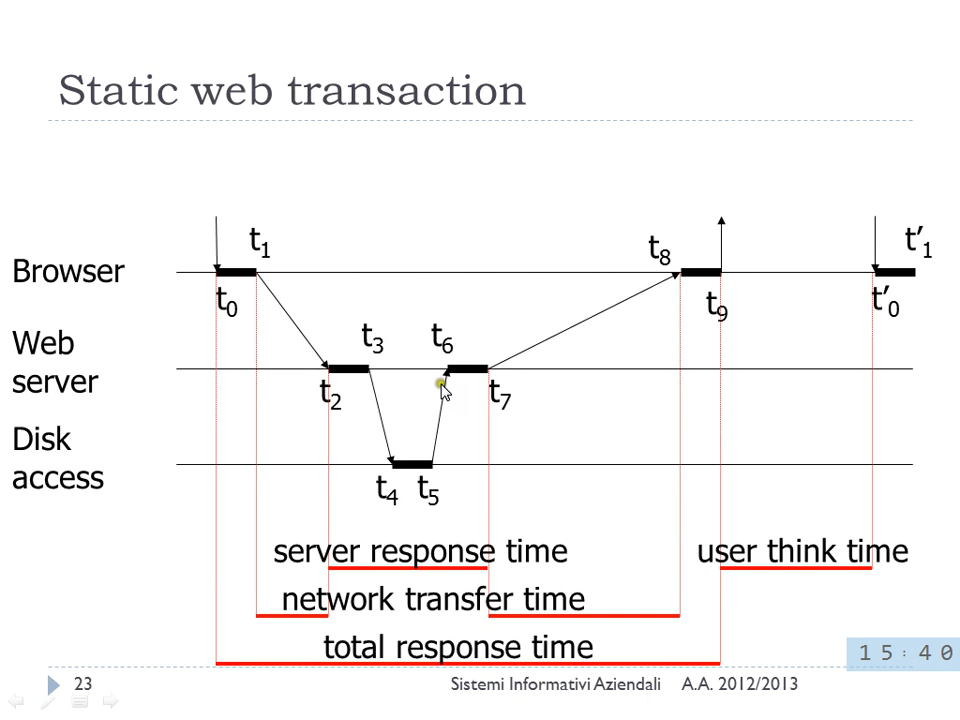 Static web transaction
t1
t8
t’1
Browser
t0
t9
t’0
Web
server
t3
t6
t2
t7
Disk
access
t4
t5
server response time
user think time
network transfer time
total response time
15:40
23
Sistemi Informativi Aziendali
A.A. 2012/2013